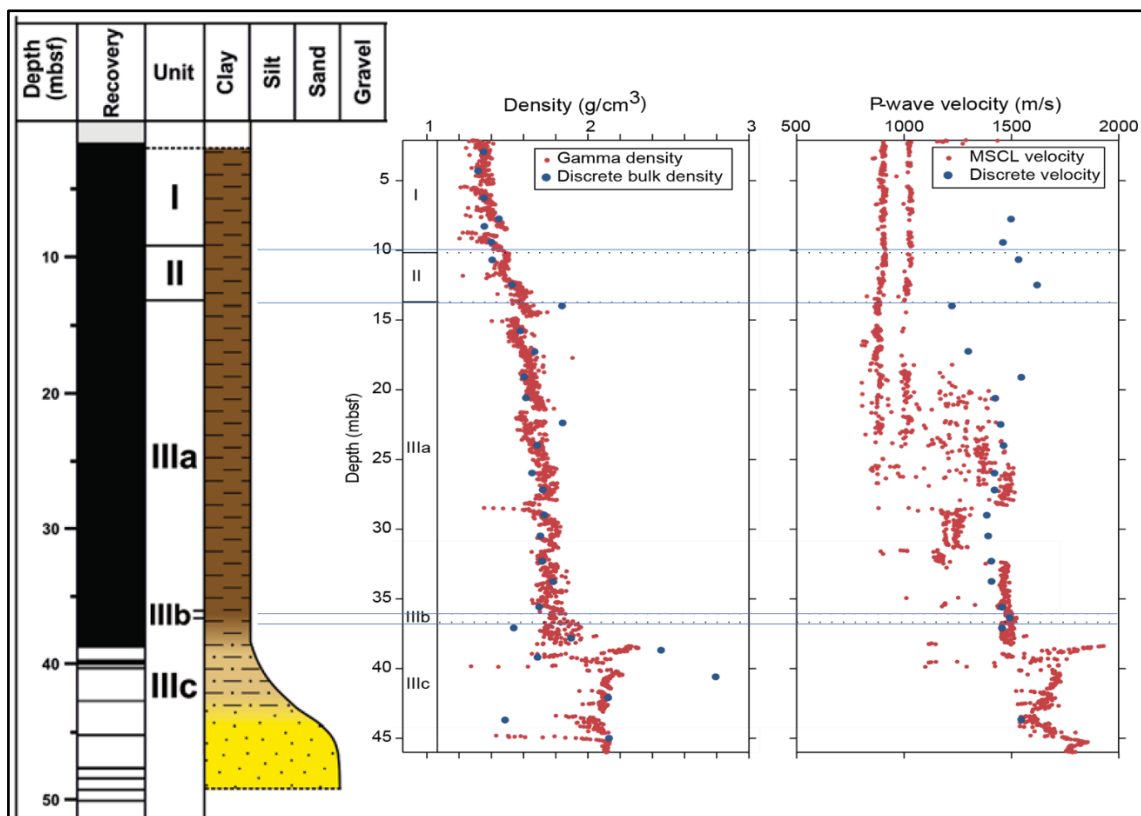 Depth (mbsf)
Recovery
Unit
Clay
Silt
Sand
Gravel
10
20
30
40
50
I
II
IIIa
IIIb
IIIc
Density (g/cm3)
1
2
3
Gamma density
Discrete bulk density
Depth (mbsf)
5
10
15
20
25
30
35
40
45
I
II
IIIa
IIIb
IIIc
P-wave velocity (m/s)
500
1000
1500
2000
MSCL velocity
Discrete velocity